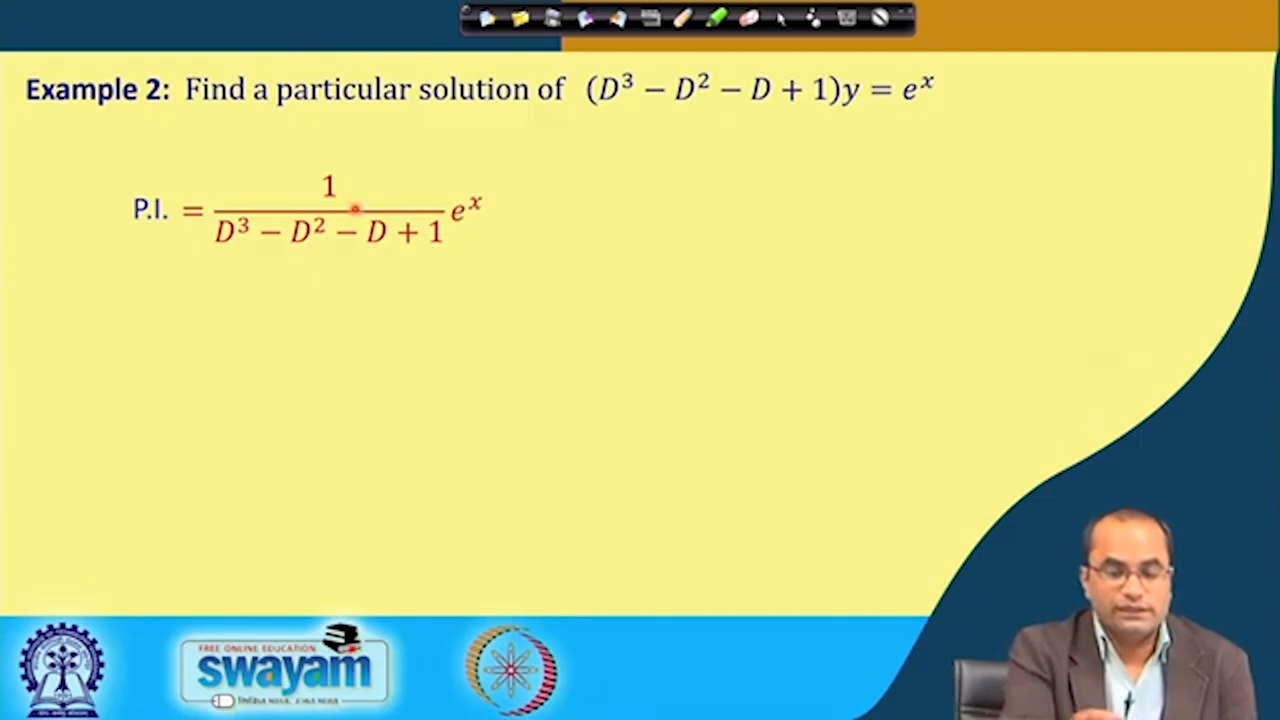 Example 2: Find a particular solution of (D³ − D² − D + 1)y = eˣ
P.I. = 1 / (D³ − D² − D + 1) eˣ
FREE ONLINE EDUCATION
swayam